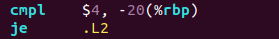 cmpl    $4, -20(%rbp)
je      .L2